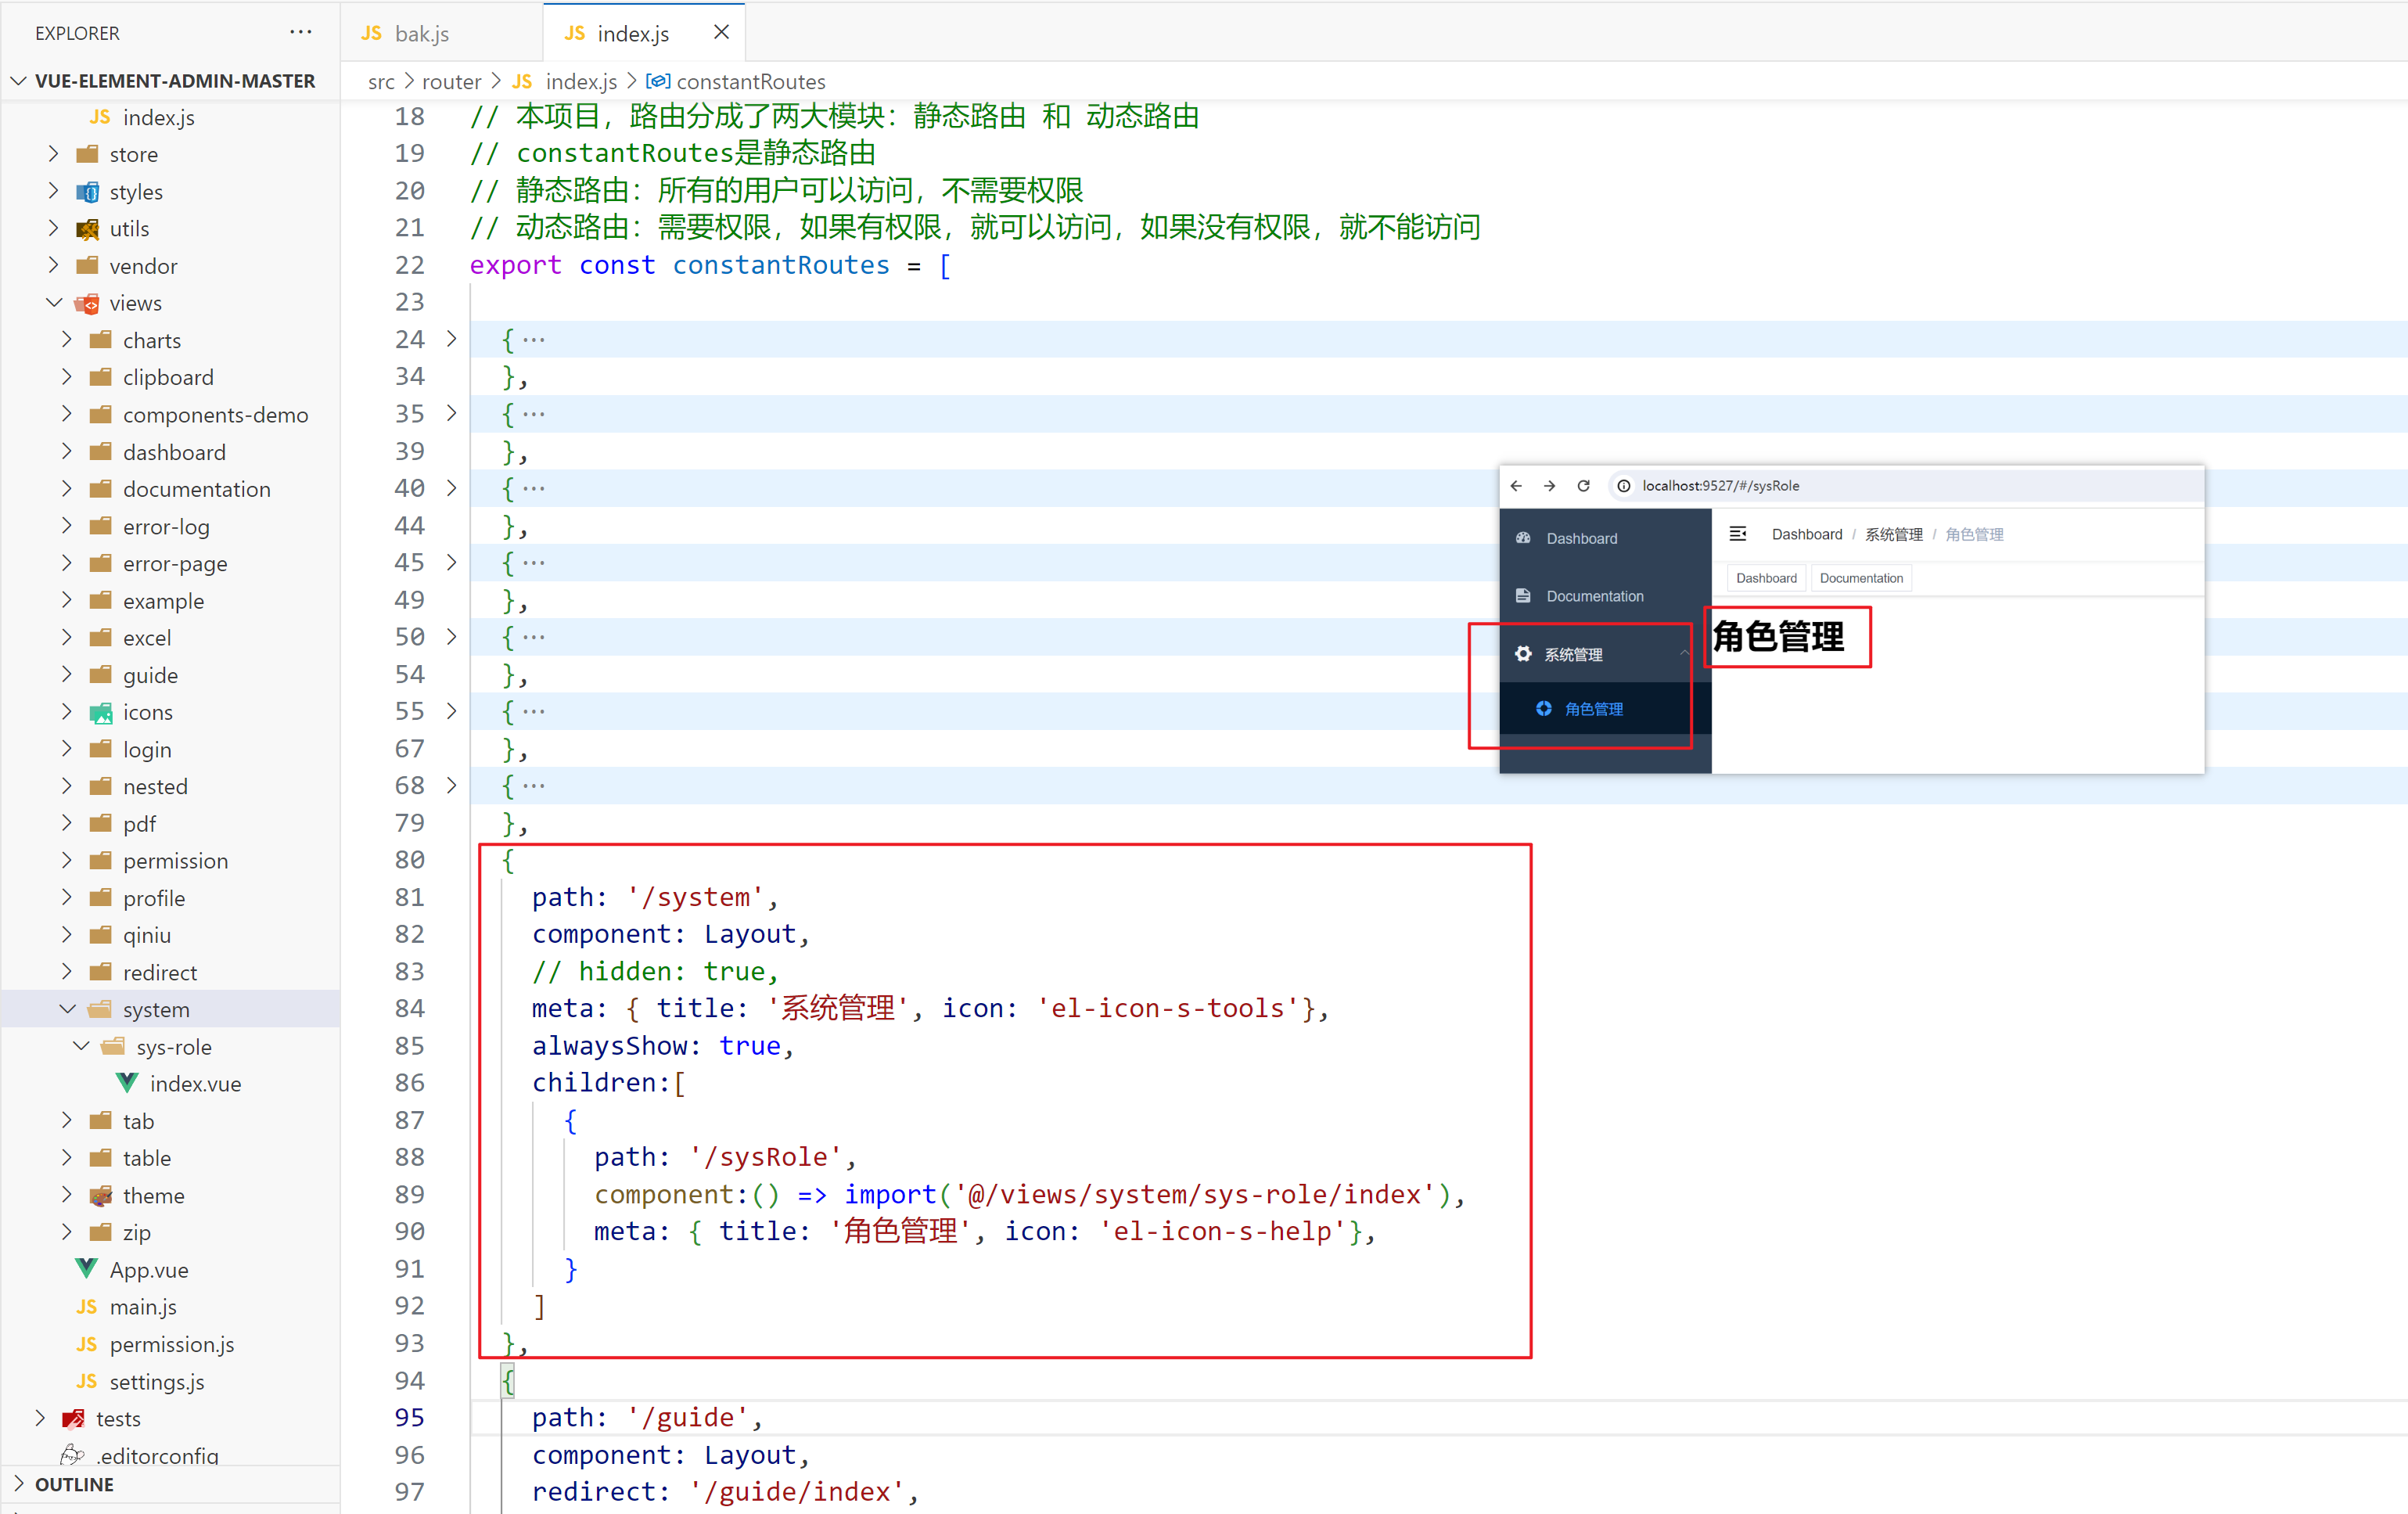 EXPLORER
VUE-ELEMENT-ADMIN-MASTER
JS index.js
store
styles
utils
vendor
views
charts
clipboard
components-demo
dashboard
documentation
error-log
error-page
example
excel
guide
icons
login
nested
pdf
permission
profile
qiniu
redirect
system
sys-role
index.vue
tab
table
theme
zip
App.vue
JS main.js
JS permission.js
JS settings.js
tests
.editorconfig
OUTLINE
JS bak.js
JS index.js
src > router > JS index.js > constantRoutes
18 // 本项目，路由分成了两大模块：静态路由 和 动态路由
19 // constantRoutes是静态路由
20 // 静态路由：所有的用户可以访问，不需要权限
21 // 动态路由：需要权限，如果有权限，就可以访问，如果没有权限，就不能访问
22 export const constantRoutes = [
23
24 { ···
34 },
35 { ···
39 },
40 { ···
44 },
45 { ···
49 },
50 { ···
54 },
55 { ···
67 },
68 { ···
79 },
80 {
81 path: '/system',
82 component: Layout,
83 // hidden: true,
84 meta: { title: '系统管理', icon: 'el-icon-s-tools'},
85 alwaysShow: true,
86 children:[
87 {
88 path: '/sysRole',
89 component:() => import('@/views/system/sys-role/index'),
90 meta: { title: '角色管理', icon: 'el-icon-s-help'},
91 }
92 ]
93 },
94 {
95 path: '/guide',
96 component: Layout,
97 redirect: '/guide/index',
localhost:9527/#/sysRole
Dashboard
Documentation
系统管理
角色管理
Dashboard / 系统管理 / 角色管理
Dashboard Documentation
角色管理